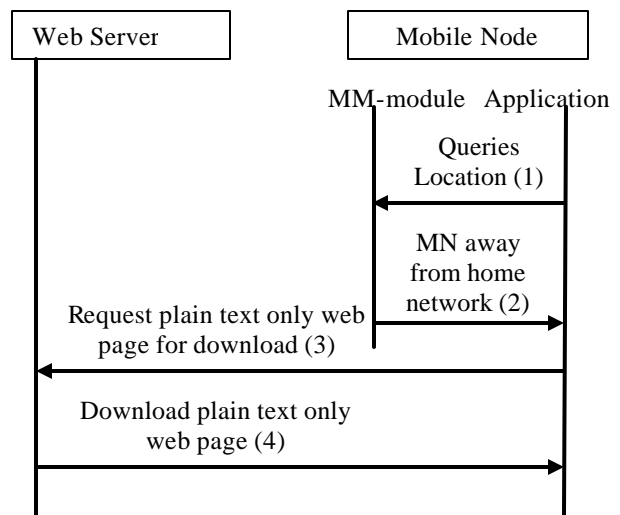 Web Server
Mobile Node
MM-module Application
Queries
Location (1)
MN away
from home
network (2)
Request plain text only web
page for download (3)
Download plain text only
web page (4)